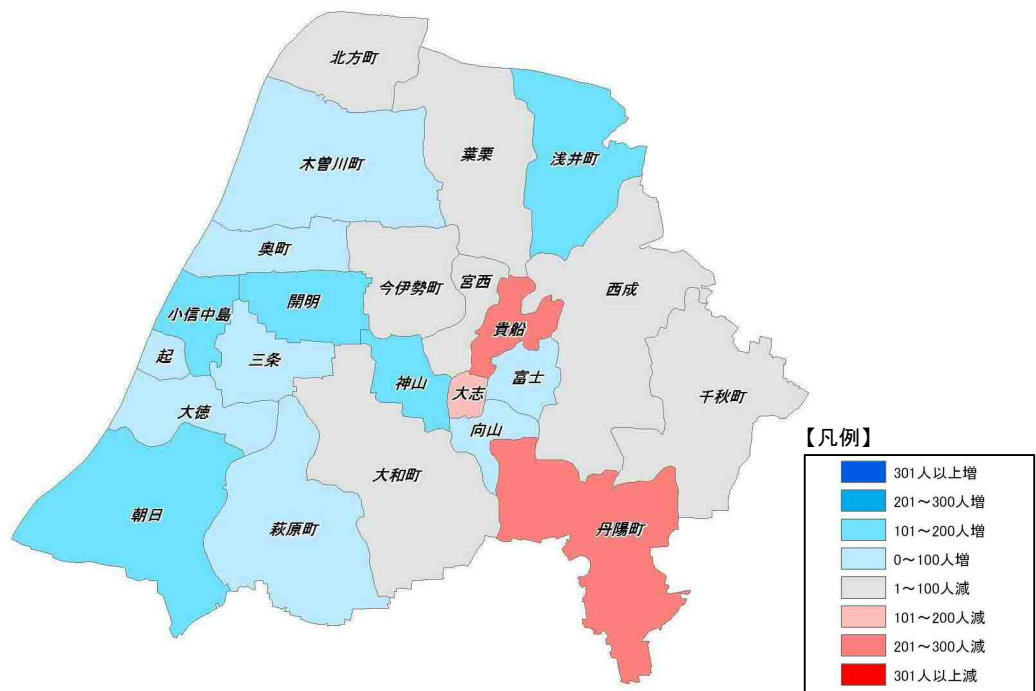 北方町
木曽川町
葉栗
浅井町
奥町
今伊勢町
宮西
西成
小信中島
開明
貴船
起
三条
神山
大志
富士
千秋町
大徳
向山
大和町
朝日
萩原町
丹陽町
【凡例】
301人以上増
201～300人増
101～200人増
0～100人増
1～100人減
101～200人減
201～300人減
301人以上減